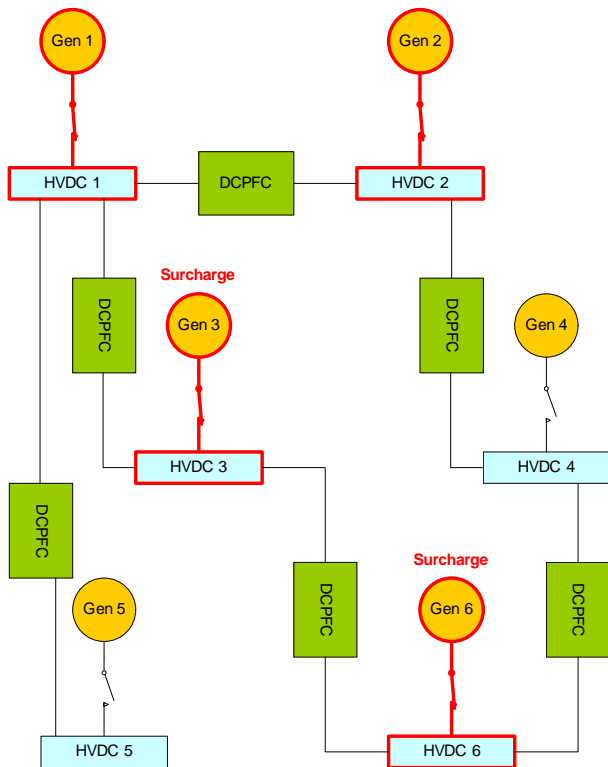 Gen 1
Gen 2
HVDC 1
DCPFC
HVDC 2
Surcharge
DCPFC
Gen 3
DCPFC
Gen 4
HVDC 3
HVDC 4
DCPFC
Surcharge
Gen 5
DCPFC
Gen 6
DCPFC
HVDC 5
HVDC 6